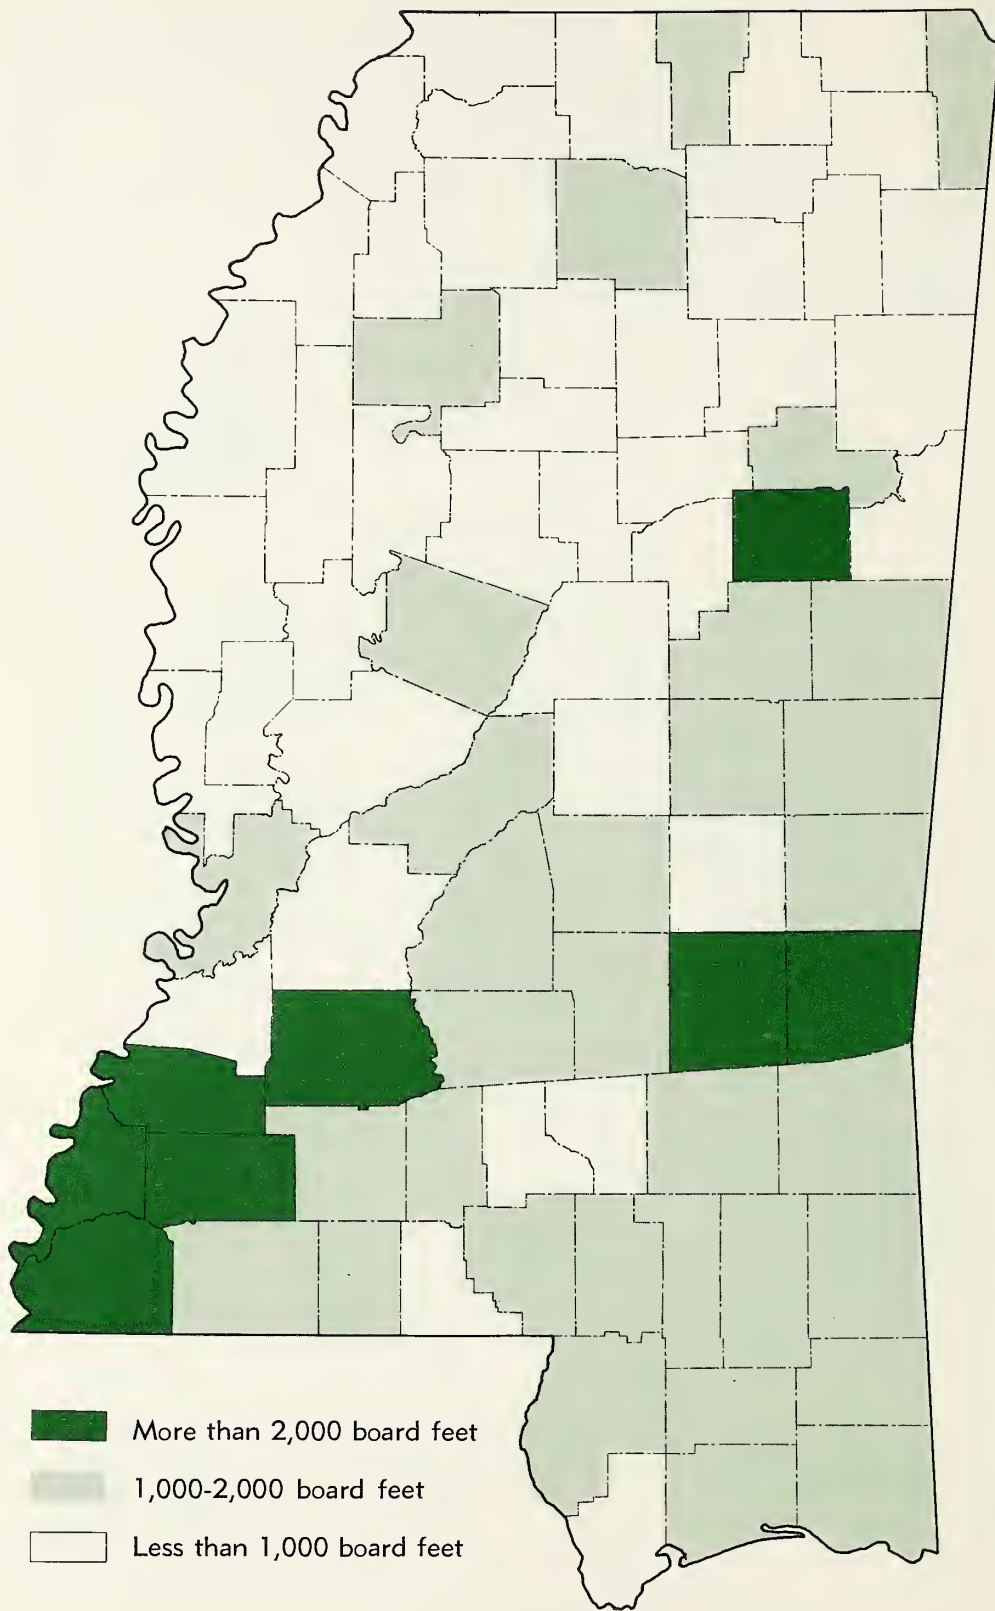 More than 2,000 board feet
1,000-2,000 board feet
Less than 1,000 board feet